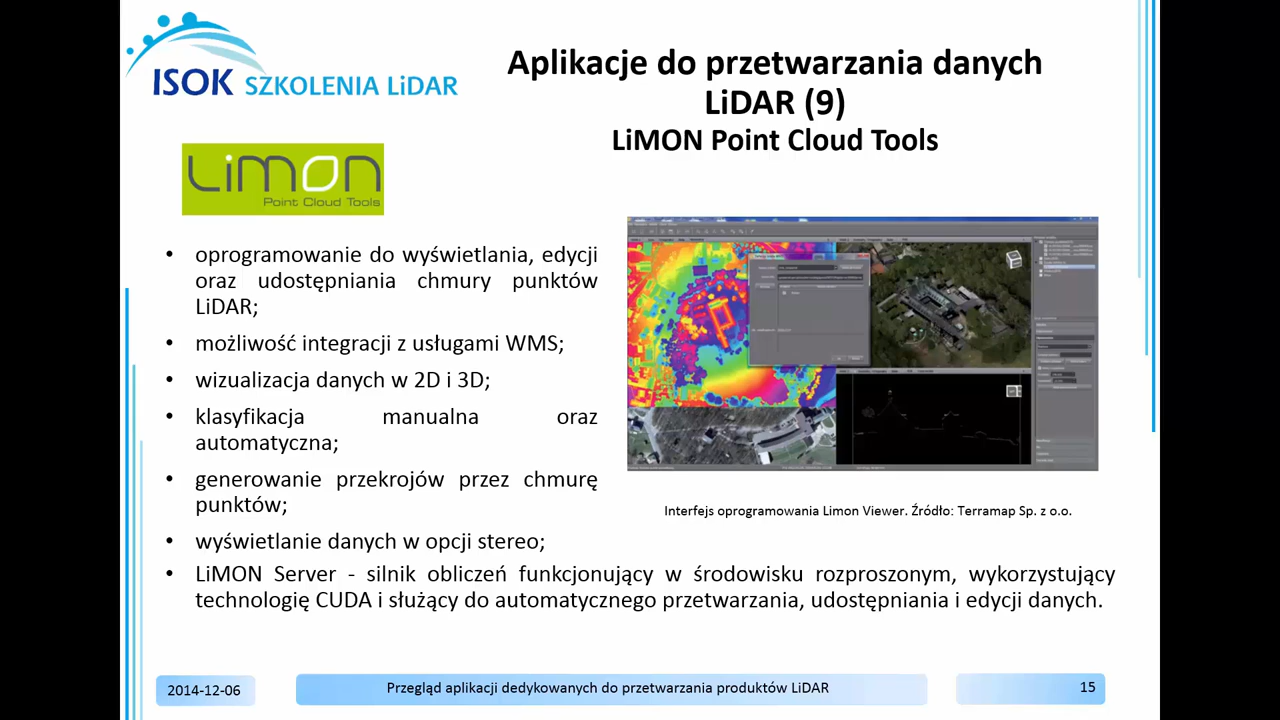 ISOK SZKOLENIA LiDAR
Aplikacje do przetwarzania danych
LiDAR (9)
LiMON Point Cloud Tools
Limon
Point Cloud Tools
• oprogramowanie do wyświetlania, edycji
oraz udostępniania chmury punktów
LiDAR;
• możliwość integracji z usługami WMS;
• wizualizacja danych w 2D i 3D;
• klasyfikacja manualna oraz
automatyczna;
• generowanie przekrojów przez chmurę
punktów;
• wyświetlanie danych w opcji stereo;
• LiMON Server - silnik obliczeń funkcjonujący w środowisku rozproszonym, wykorzystujący
technologię CUDA i służący do automatycznego przetwarzania, udostępniania i edycji danych.
Interfejs oprogramowania Limon Viewer. Źródło: Terramap Sp. z o.o.
2014-12-06
Przegląd aplikacji dedykowanych do przetwarzania produktów LiDAR
15